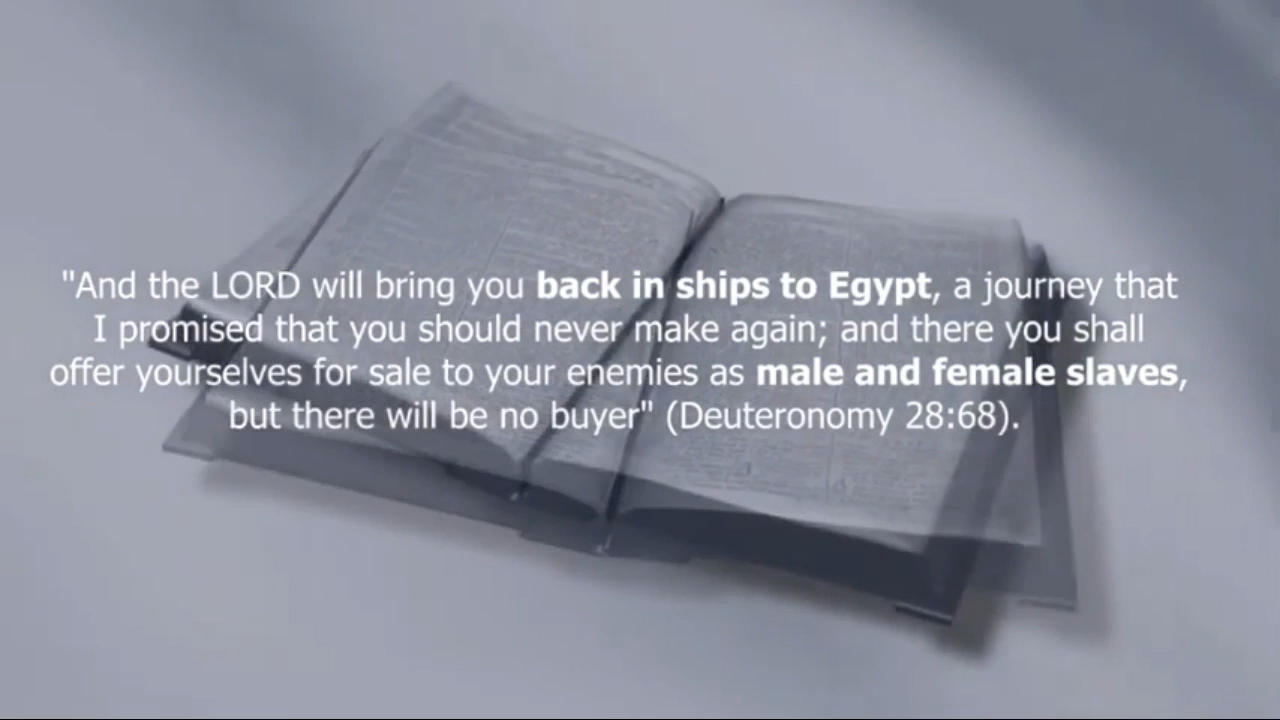 "And the LORD will bring you back in ships to Egypt, a journey that
I promised that you should never make again; and there you shall
offer yourselves for sale to your enemies as male and female slaves,
but there will be no buyer" (Deuteronomy 28:68).